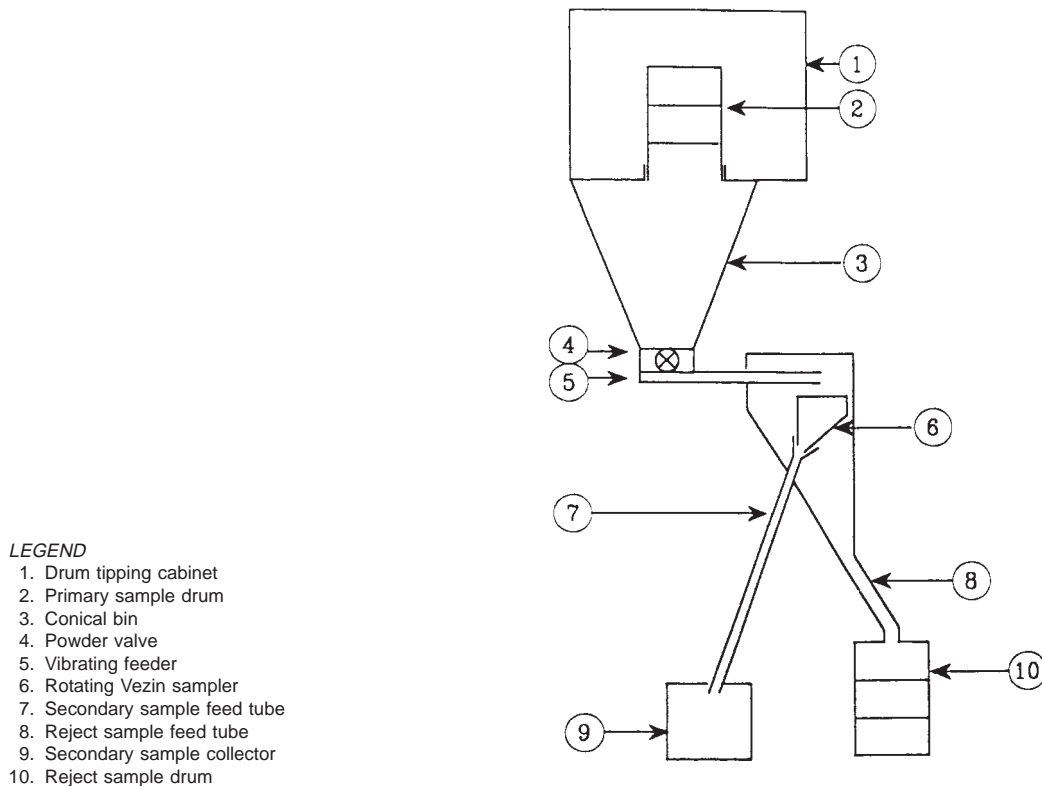 1
2
3
4
5
6
7
8
9
10
LEGEND
1. Drum tipping cabinet
2. Primary sample drum
3. Conical bin
4. Powder valve
5. Vibrating feeder
6. Rotating Vezin sampler
7. Secondary sample feed tube
8. Reject sample feed tube
9. Secondary sample collector
10. Reject sample drum